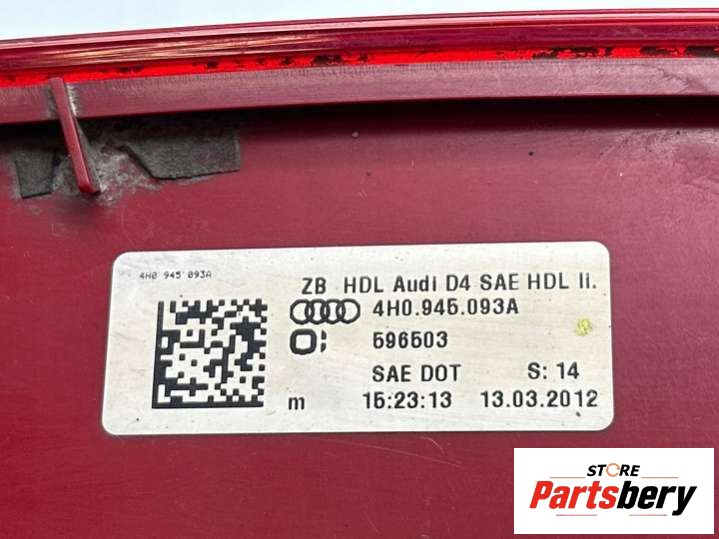 4H0 945 093A
ZB HDL Audi D4 SAE HDL li.
4H0.945.093A
596503
SAE DOT S: 14
m 15:23:13 13.03.2012
STORE
Partsbery